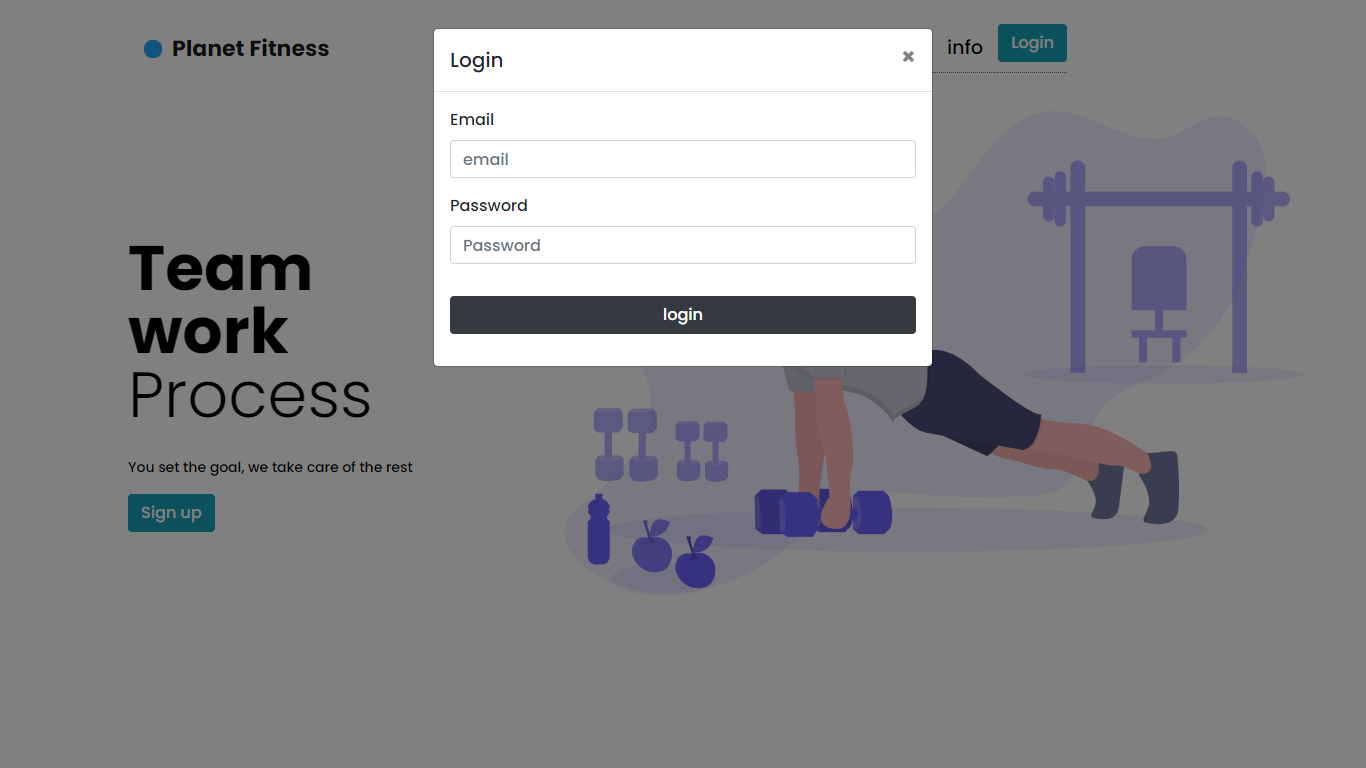 Planet Fitness
info
Login
Login
×
Email
email
Password
Password
login
Team
work
Process
You set the goal, we take care of the rest
Sign up